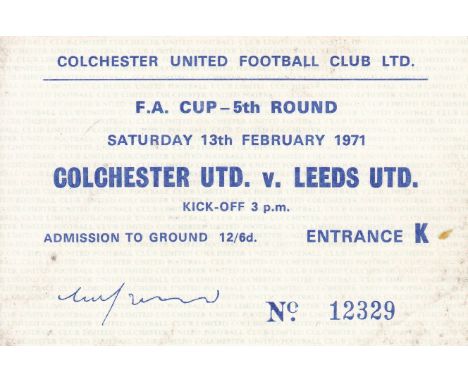 COLCHESTER UNITED FOOTBALL CLUB LTD.
F.A. CUP – 5th ROUND
SATURDAY 13th FEBRUARY 1971
COLCHESTER UTD. v. LEEDS UTD.
KICK-OFF 3 p.m.
ADMISSION TO GROUND 12/6d. ENTRANCE K
No. 12329